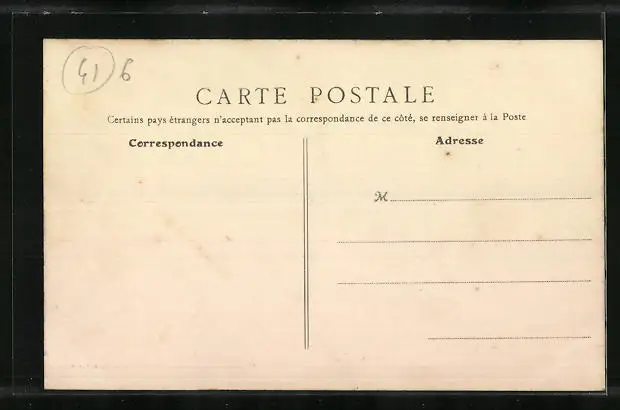 41 6
CARTE POSTALE
Certains pays étrangers n'acceptant pas la correspondance de ce côté, se renseigner à la Poste
Correspondance
Adresse
M